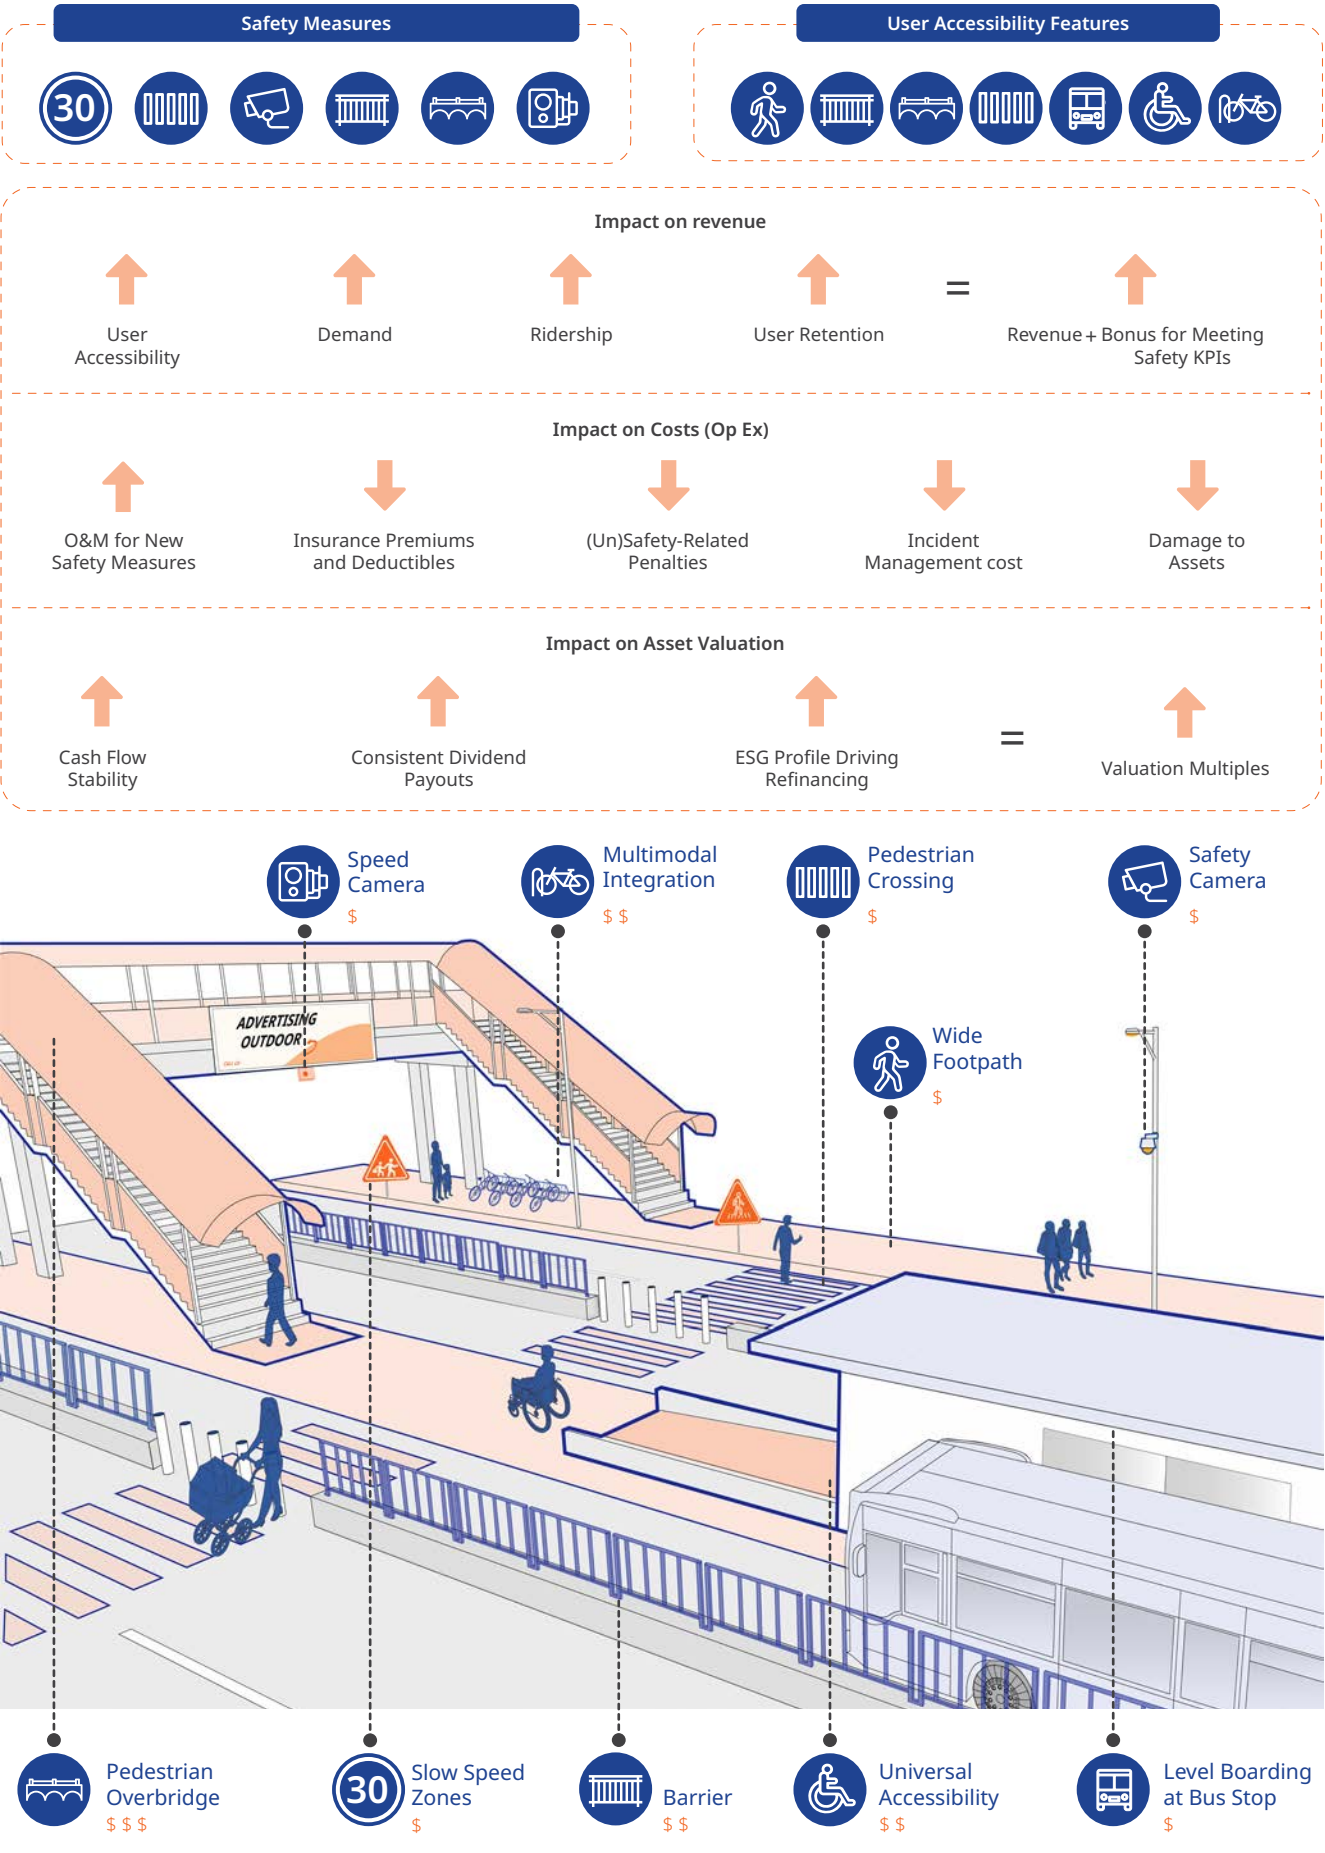 Safety Measures
User Accessibility Features
30
Impact on revenue
User
Accessibility
Demand
Ridership
User Retention
=
Revenue + Bonus for Meeting
Safety KPIs
Impact on Costs (Op Ex)
O&M for New
Safety Measures
Insurance Premiums
and Deductibles
(Un)Safety-Related
Penalties
Incident
Management cost
Damage to
Assets
Impact on Asset Valuation
Cash Flow
Stability
Consistent Dividend
Payouts
ESG Profile Driving
Refinancing
=
Valuation Multiples
Speed
Camera
$
Multimodal
Integration
$ $
Pedestrian
Crossing
$
Safety
Camera
$
ADVERTISING
OUTDOOR
Wide
Footpath
$
Pedestrian
Overbridge
$ $ $
30
Slow Speed
Zones
$
Barrier
$ $
Universal
Accessibility
$ $
Level Boarding
at Bus Stop
$